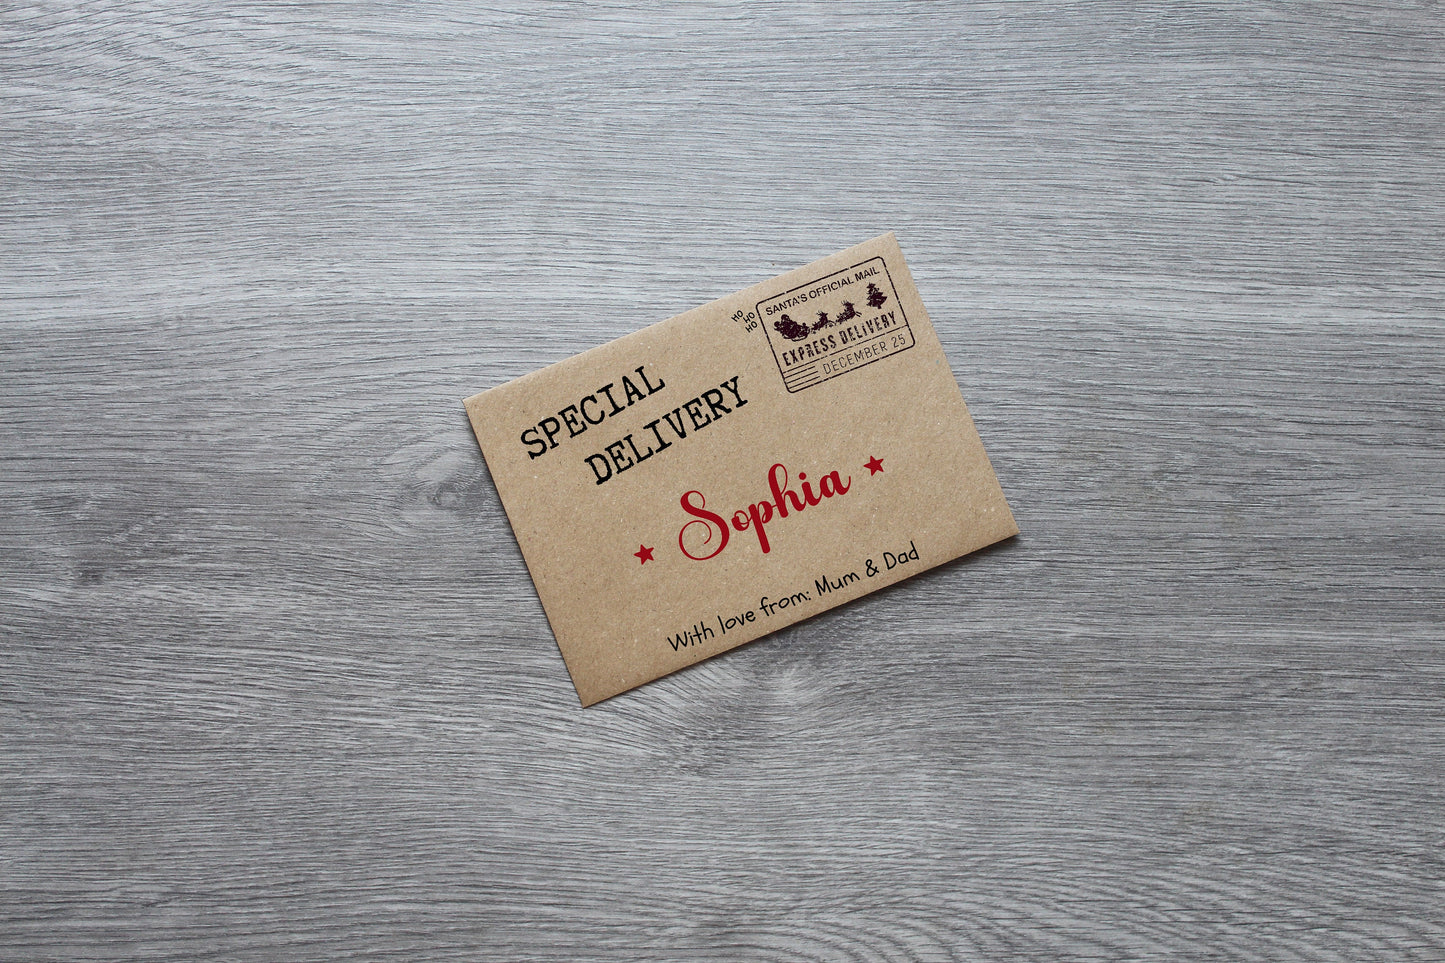 HO
HO
HO
SANTA'S OFFICIAL MAIL
EXPRESS DELIVERY
DECEMBER 25
SPECIAL
DELIVERY
Sophia
With love from: Mum & Dad